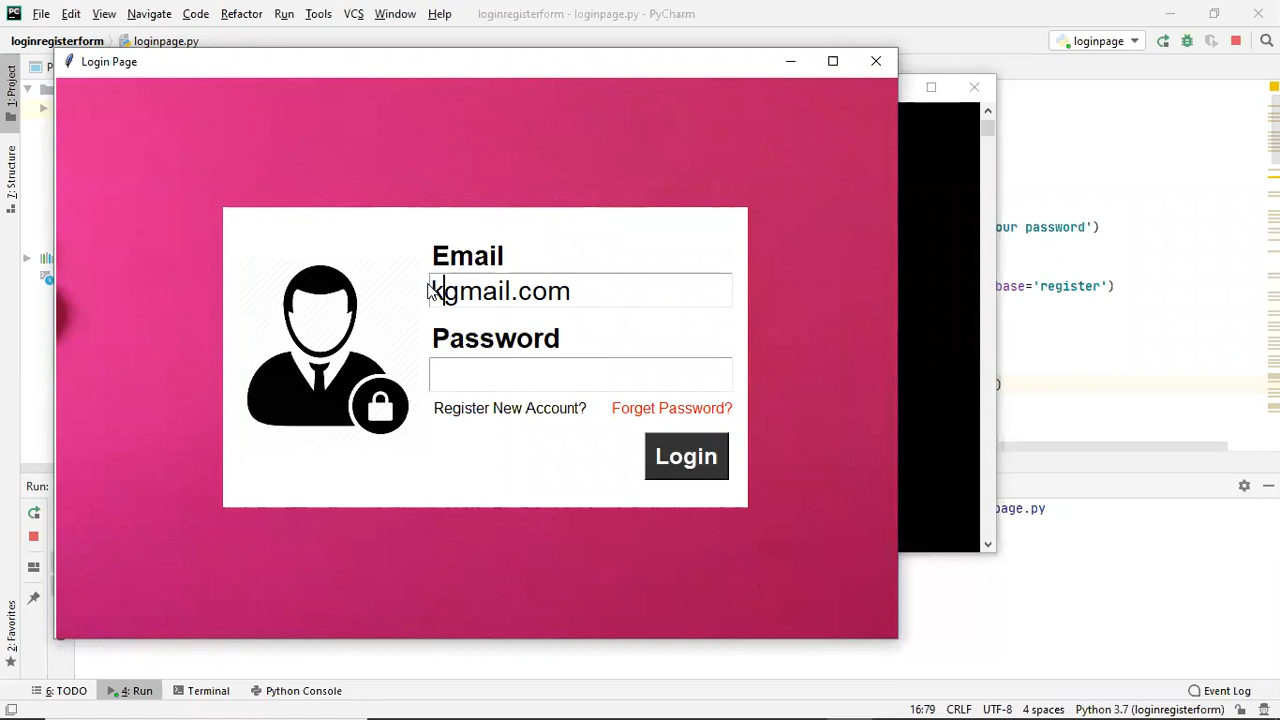 PC File Edit View Navigate Code Refactor Run Tools VCS Window Help loginregisterform - loginpage.py - PyCharm
loginregisterform loginpage.py loginpage
Login Page
1: Project
P
7: Structure
our password')
Email
kgmail.com
base='register')
Password
Register New Account? Forget Password?
)
Login
Run:
page.py
2: Favorites
6: TODO 4: Run Terminal Python Console Event Log
16:79 CRLF UTF-8 4 spaces Python 3.7 (loginregisterform)